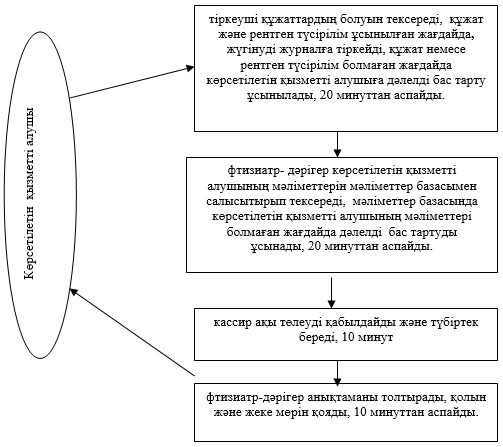 Көрсетілетін қызметті алушы
тіркеуші құжаттардың болуын тексереді, құжат
және рентген түсірілім ұсынылған жағдайда,
жүгінуді журналға тіркейді, құжат немесе
рентген түсірілім болмаған жағдайда
көрсетілетін қызметті алушыға дәлелді бас тарту
ұсынылады, 20 минуттан аспайды.
фтизиатр- дәрігер көрсетілетін қызметті
алушының мәліметтерін мәліметтер базасымен
салысытырып тексереді, мәліметтер базасында
көрсетілетін қызметті алушының мәліметтері
болмаған жағдайда дәлелді бас тартуды
ұсынады, 20 минуттан аспайды.
кассир ақы төлеуді қабылдайды және түбіртек
береді, 10 минут
фтизиатр-дәрігер анықтаманы толтырады, қолын
және жеке мөрін қояды, 10 минуттан аспайды.